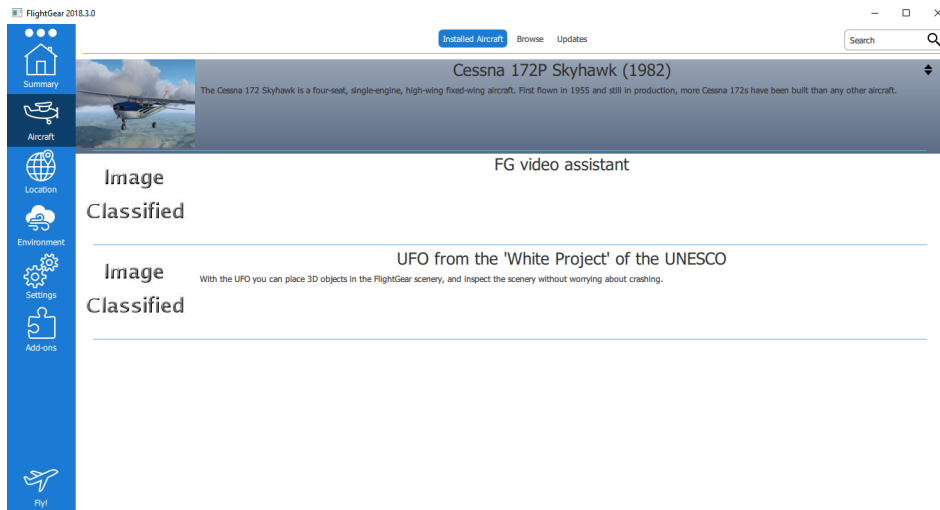 FlightGear 2018.3.0
Installed Aircraft Browse Updates
Search
Summary
Aircraft
Location
Environment
Settings
Add-ons
Fly!
Cessna 172P Skyhawk (1982)
The Cessna 172 Skyhawk is a four-seat, single-engine, high-wing fixed-wing aircraft. First flown in 1955 and still in production, more Cessna 172s have been built than any other aircraft.
Image
Classified
FG video assistant
Image
Classified
UFO from the 'White Project' of the UNESCO
With the UFO you can place 3D objects in the FlightGear scenery, and inspect the scenery without worrying about crashing.